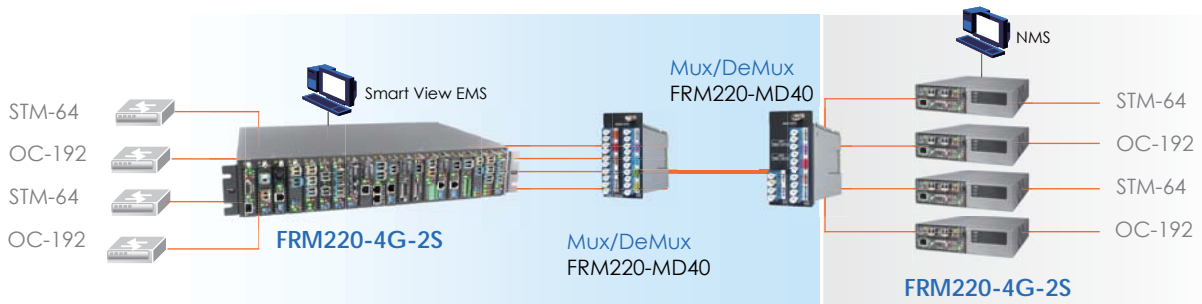 STM-64
OC-192
STM-64
OC-192
Smart View EMS
FRM220-4G-2S
Mux/DeMux
FRM220-MD40
Mux/DeMux
FRM220-MD40
NMS
STM-64
OC-192
STM-64
OC-192
FRM220-4G-2S